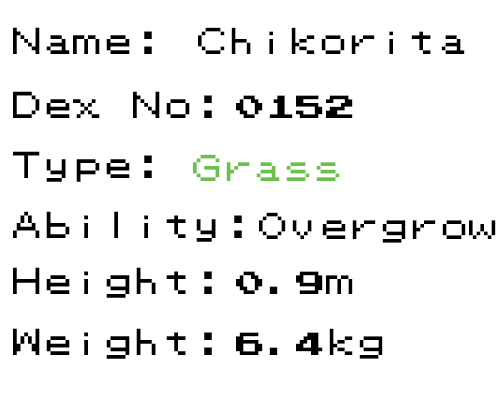 Name: Chikorita
Dex No: 0152
Type: Grass
Ability:Overgrow
Height:0.9m
Weight:6.4kg